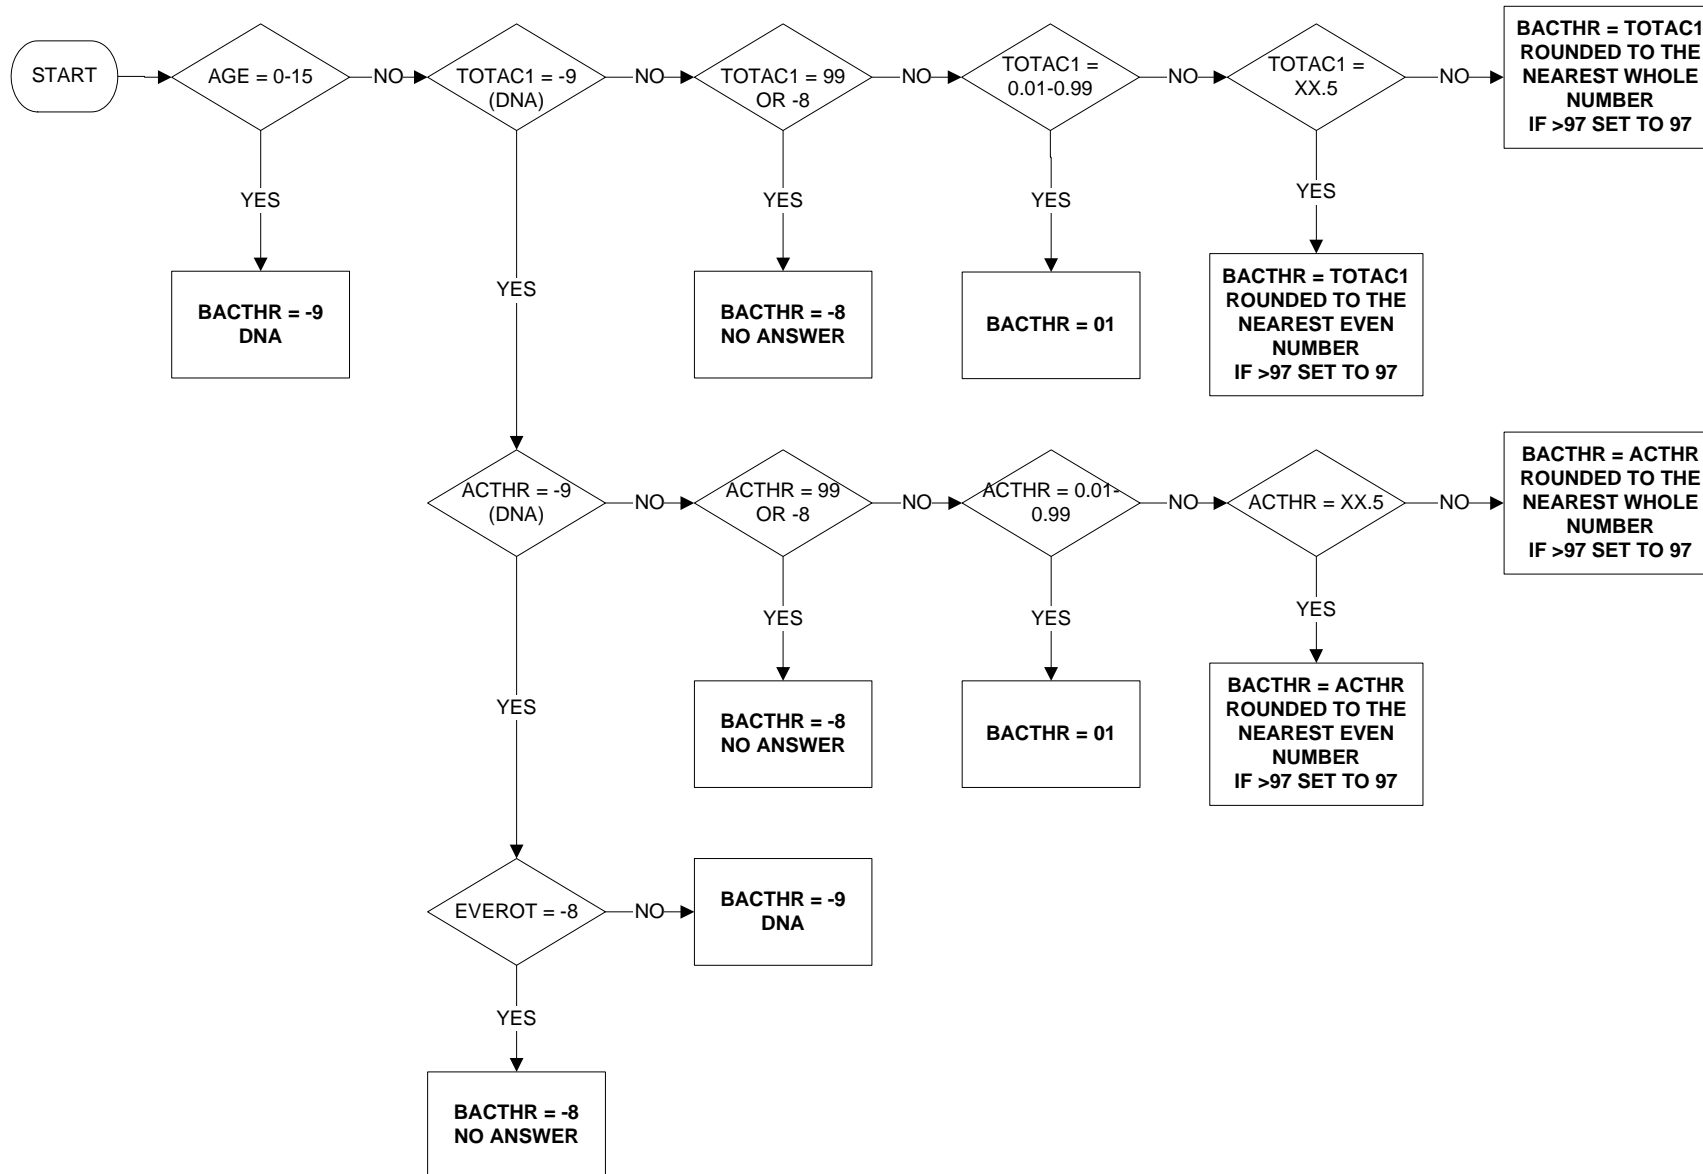 START
AGE = 0-15
NO
TOTAC1 = -9
(DNA)
NO
TOTAC1 = 99
OR -8
NO
TOTAC1 =
0.01-0.99
NO
TOTAC1 =
XX.5
NO
BACTHR = TOTAC1
ROUNDED TO THE
NEAREST WHOLE
NUMBER
IF >97 SET TO 97
YES
YES
YES
YES
YES
BACTHR = -9
DNA
BACTHR = -8
NO ANSWER
BACTHR = 01
BACTHR = TOTAC1
ROUNDED TO THE
NEAREST EVEN
NUMBER
IF >97 SET TO 97
ACTHR = -9
(DNA)
NO
ACTHR = 99
OR -8
NO
ACTHR = 0.01-
0.99
NO
ACTHR = XX.5
NO
BACTHR = ACTHR
ROUNDED TO THE
NEAREST WHOLE
NUMBER
IF >97 SET TO 97
YES
YES
YES
YES
BACTHR = -8
NO ANSWER
BACTHR = 01
BACTHR = ACTHR
ROUNDED TO THE
NEAREST EVEN
NUMBER
IF >97 SET TO 97
EVEROT = -8
NO
BACTHR = -9
DNA
YES
BACTHR = -8
NO ANSWER